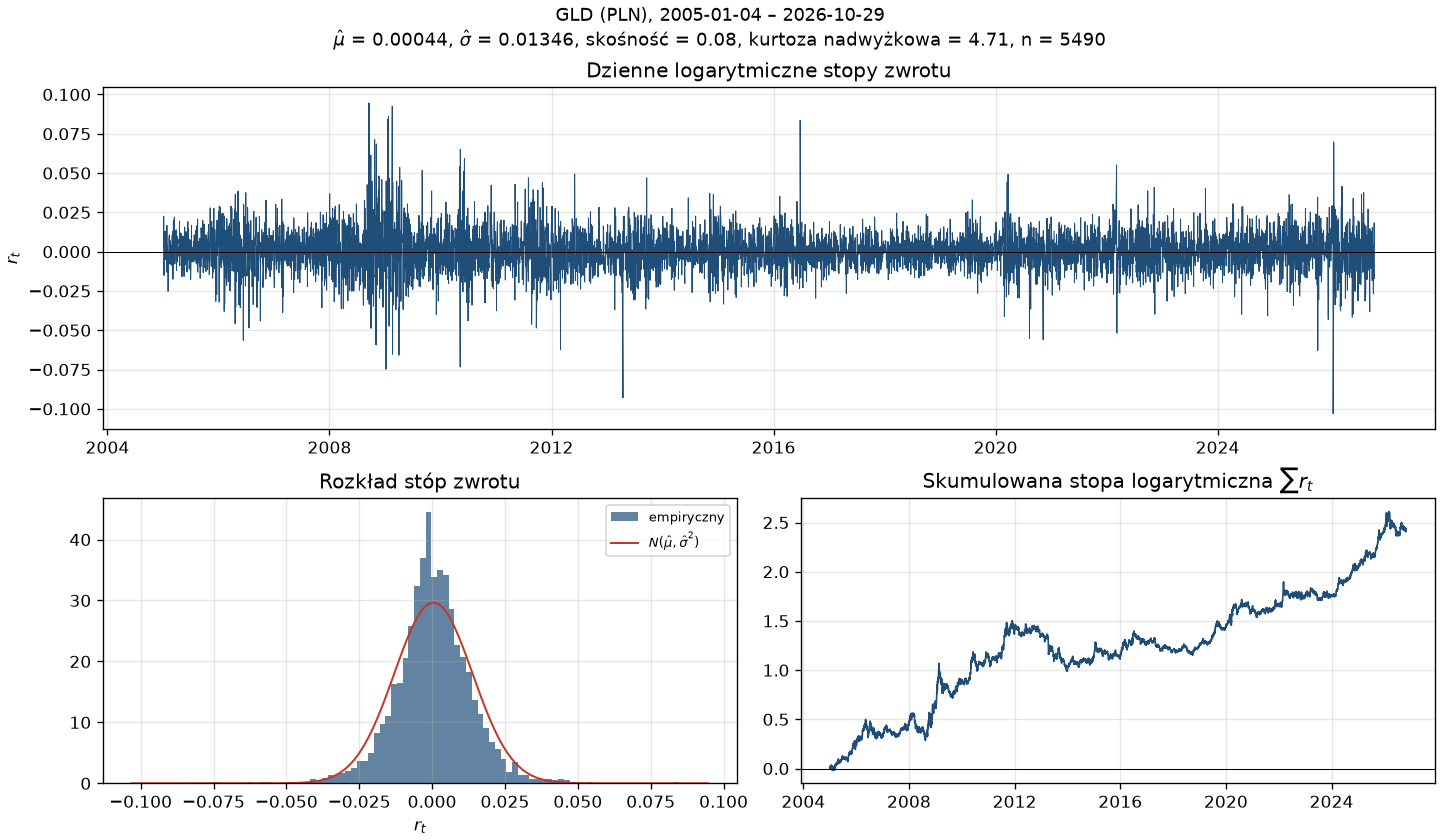 GLD (PLN), 2005-01-04 – 2026-10-29
μ̂ = 0.00044, σ̂ = 0.01346, skośność = 0.08, kurtoza nadwyżkowa = 4.71, n = 5490
Dzienne logarytmiczne stopy zwrotu
0.100
0.075
0.050
0.025
0.000
−0.025
−0.050
−0.075
−0.100
r_t
2004 2008 2012 2016 2020 2024
Rozkład stóp zwrotu
empiryczny
N(μ̂, σ̂²)
40
30
20
10
0
−0.100 −0.075 −0.050 −0.025 0.000 0.025 0.050 0.075 0.100
r_t
Skumulowana stopa logarytmiczna ∑r_t
2.5
2.0
1.5
1.0
0.5
0.0
2004 2008 2012 2016 2020 2024